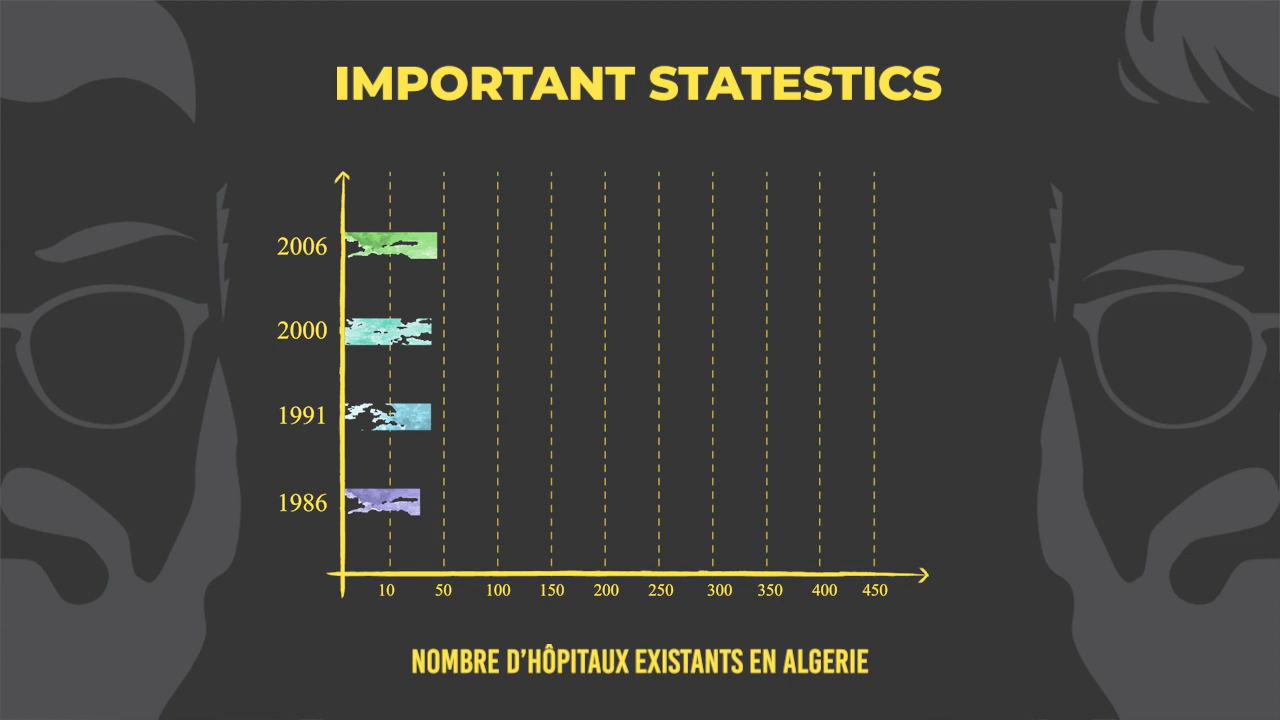 IMPORTANT STATESTICS
2006
2000
1991
1986
10 50 100 150 200 250 300 350 400 450
NOMBRE D'HÔPITAUX EXISTANTS EN ALGERIE